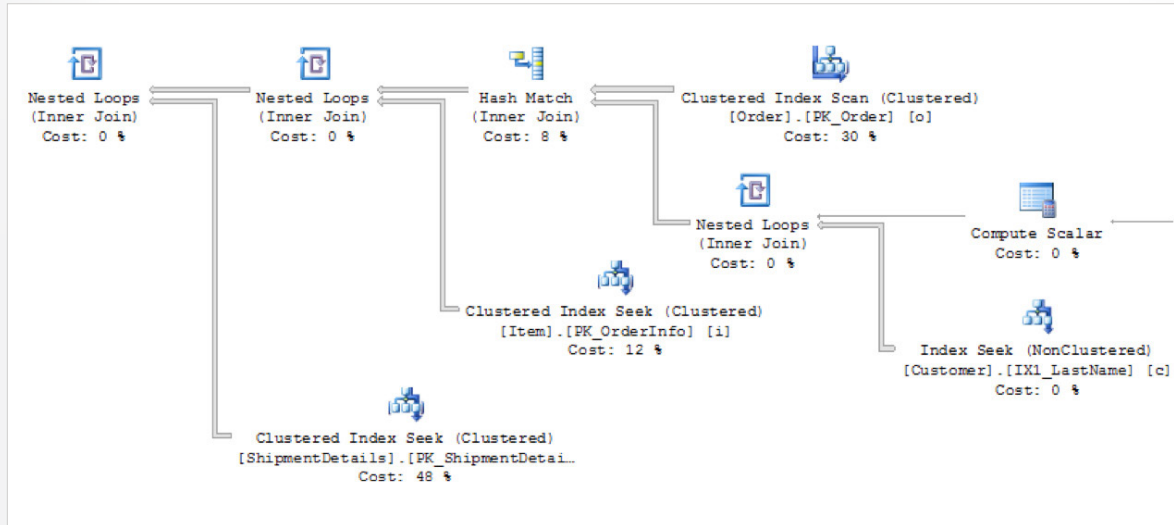 Nested Loops
(Inner Join)
Cost: 0 %
Nested Loops
(Inner Join)
Cost: 0 %
Hash Match
(Inner Join)
Cost: 8 %
Clustered Index Scan (Clustered)
[Order].[PK_Order] [o]
Cost: 30 %
Nested Loops
(Inner Join)
Cost: 0 %
Compute Scalar
Cost: 0 %
Clustered Index Seek (Clustered)
[Item].[PK_OrderInfo] [i]
Cost: 12 %
Index Seek (NonClustered)
[Customer].[IX1_LastName] [c]
Cost: 0 %
Clustered Index Seek (Clustered)
[ShipmentDetails].[PK_ShipmentDetai…
Cost: 48 %